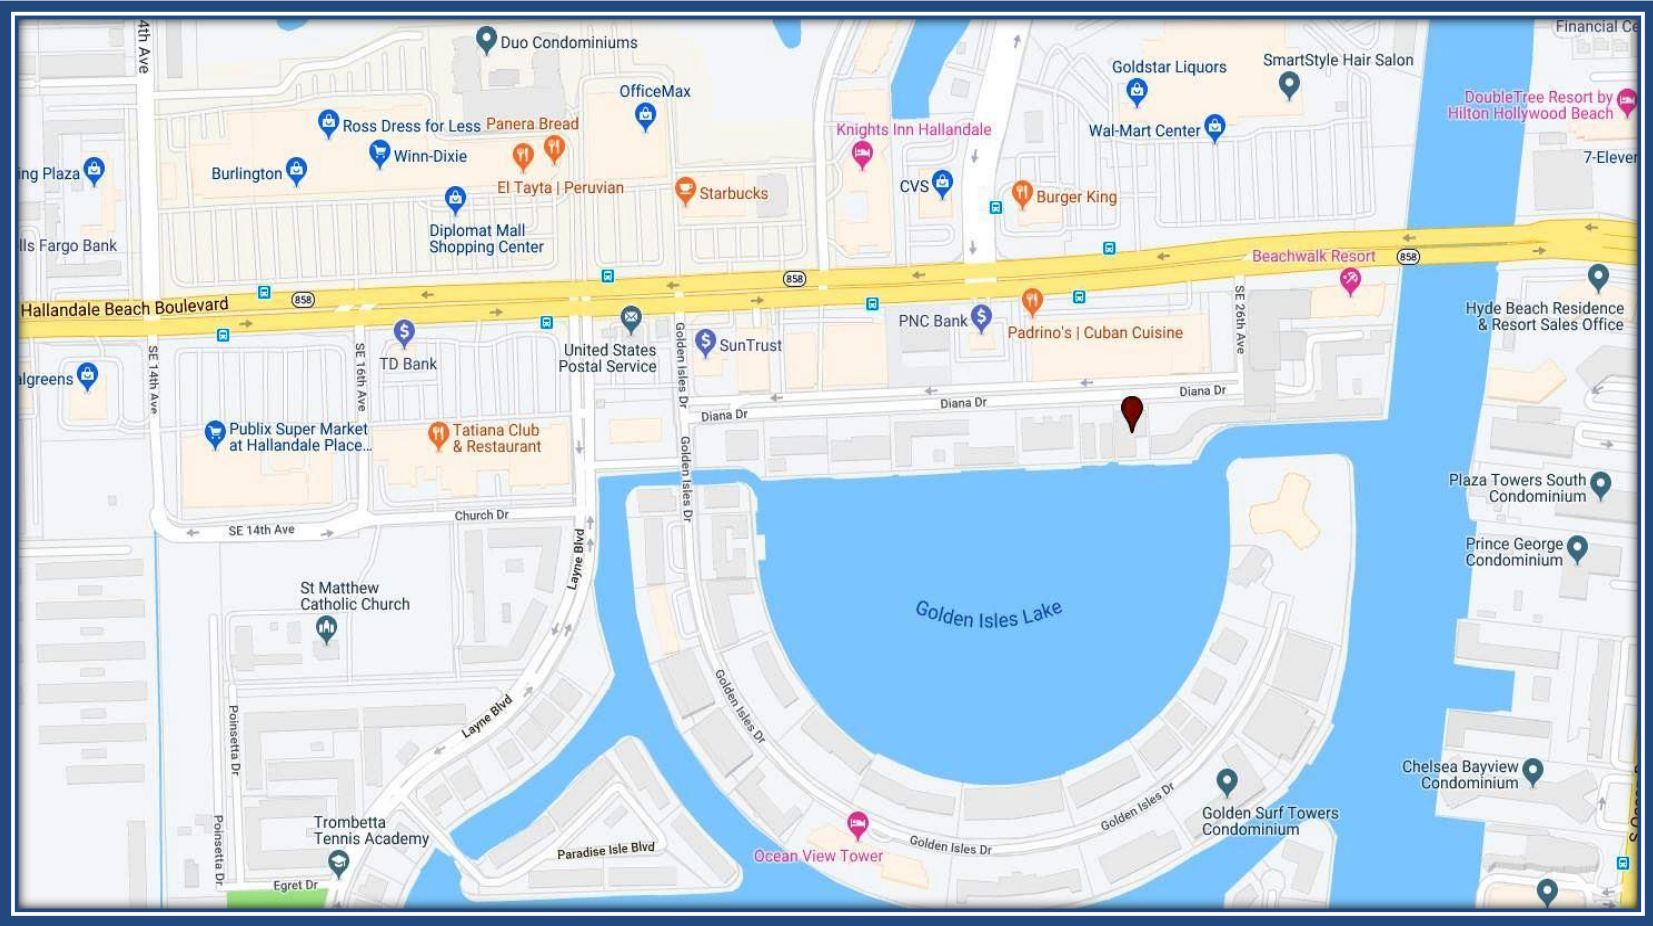 4th Ave
Duo Condominiums
Financial Ce
SmartStyle Hair Salon
Goldstar Liquors
OfficeMax
DoubleTree Resort by
Hilton Hollywood Beach
Ross Dress for Less
Panera Bread
Knights Inn Hallandale
Wal-Mart Center
Winn-Dixie
7-Eleven
ing Plaza
Burlington
El Tayta | Peruvian
Starbucks
CVS
Burger King
Diplomat Mall
Shopping Center
lls Fargo Bank
Beachwalk Resort
858
858
858
Hallandale Beach Boulevard
Hyde Beach Residence
& Resort Sales Office
PNC Bank
Padrino's | Cuban Cuisine
SE 26th Ave
United States
Postal Service
SunTrust
TD Bank
Golden Isles Dr
SE 14th Ave
SE 16th Ave
algreens
Diana Dr
Diana Dr
Diana Dr
Publix Super Market
at Hallandale Place...
Tatiana Club
& Restaurant
Golden Isles Dr
Plaza Towers South
Condominium
Church Dr
SE 14th Ave
Layne Blvd
Prince George
Condominium
St Matthew
Catholic Church
Golden Isles Lake
Golden Isles Dr
Layne Blvd
Poinsetta Dr
Chelsea Bayview
Condominium
Golden Isles Dr
Golden Surf Towers
Condominium
Trombetta
Tennis Academy
Poinsetta Dr
Paradise Isle Blvd
Ocean View Tower
Golden Isles Dr
Egret Dr